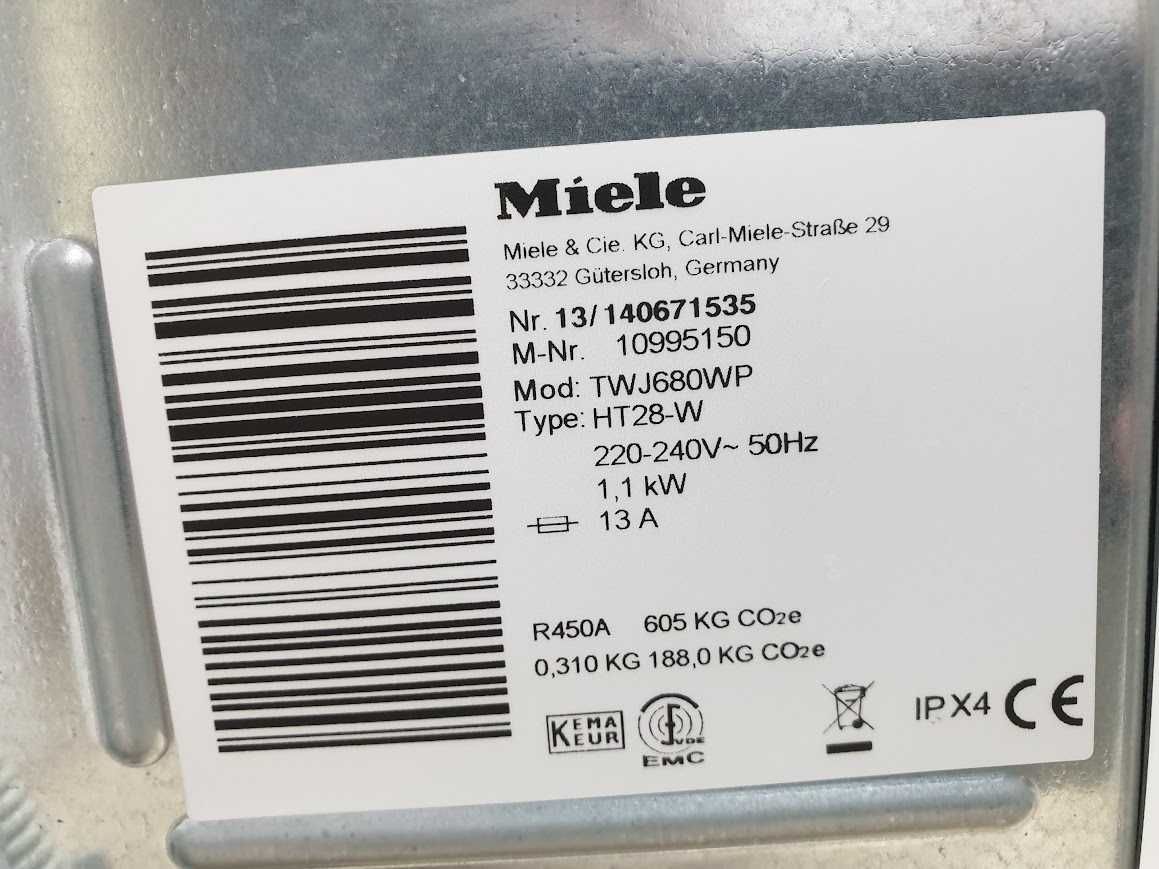 Miele
Miele & Cie. KG, Carl-Miele-Straße 29
33332 Gütersloh, Germany
Nr. 13/140671535
M-Nr. 10995150
Mod: TWJ680WP
Type: HT28-W
220-240V~ 50Hz
1,1 kW
13 A
R450A 605 KG CO2e
0,310 KG 188,0 KG CO2e
KEMA
KEUR
VDE
EMC
IPX4 CE